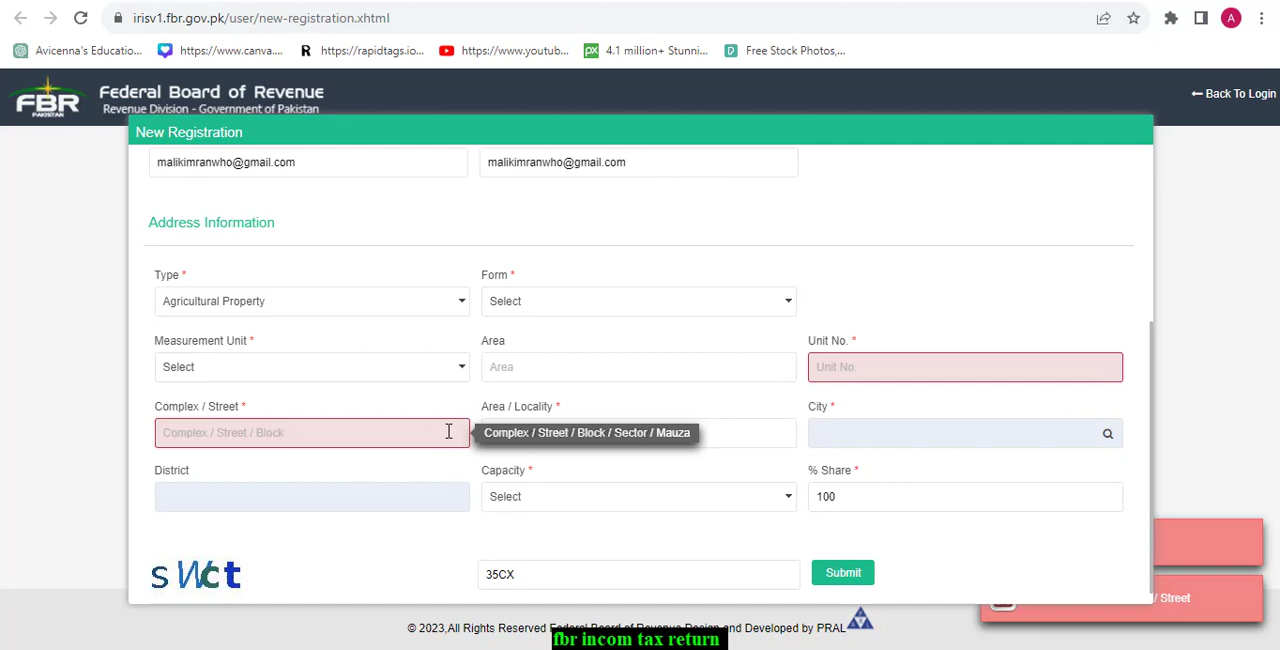 irisv1.fbr.gov.pk/user/new-registration.xhtml
A
Avicenna's Educatio... https://www.canva.... R https://rapidtags.io... https://www.youtub... px 4.1 million+ Stunni... D Free Stock Photos,...
FBR
PAKISTAN
Federal Board of Revenue
Revenue Division - Government of Pakistan
Back To Login
New Registration
malikimranwho@gmail.com malikimranwho@gmail.com
Address Information
Type * Form *
Agricultural Property Select
Measurement Unit * Area Unit No. *
Select Area Unit No.
Complex / Street * Area / Locality * City *
Complex / Street / Block Complex / Street / Block / Sector / Mauza
District Capacity * % Share *
Select 100
sWct 35CX Submit
/ Street
© 2023,All Rights Reserved Federal Board of Revenue Design and Developed by PRAL
fbr incom tax return